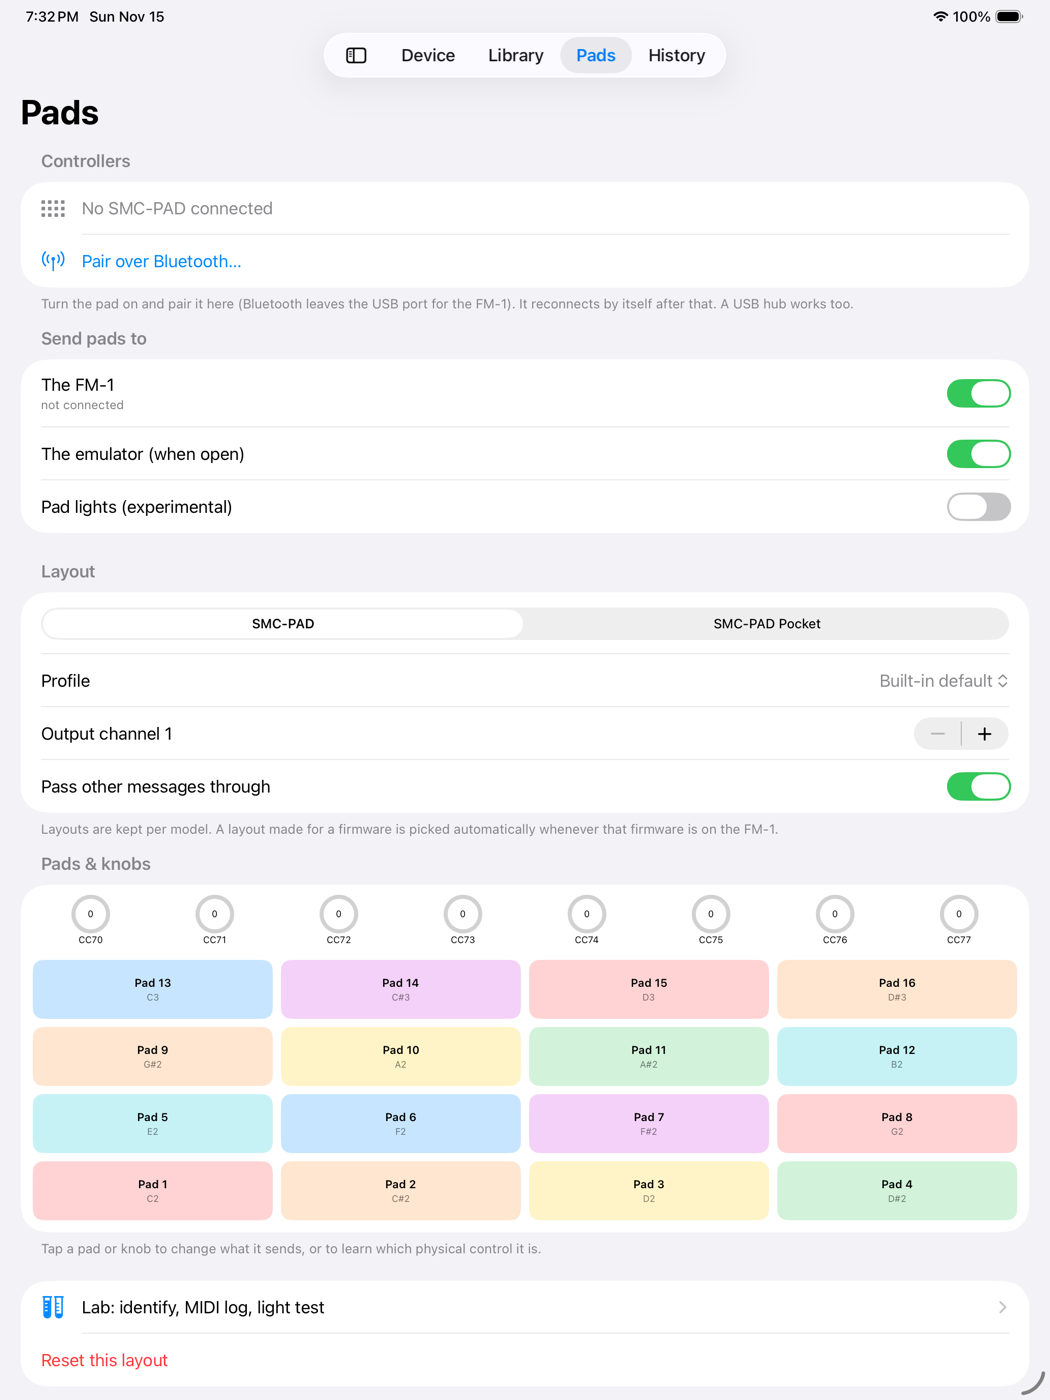 7:32 PM Sun Nov 15
100%
Device
Library
Pads
History
Pads
Controllers
No SMC-PAD connected
Pair over Bluetooth...
Turn the pad on and pair it here (Bluetooth leaves the USB port for the FM-1). It reconnects by itself after that. A USB hub works too.
Send pads to
The FM-1
not connected
The emulator (when open)
Pad lights (experimental)
Layout
SMC-PAD
SMC-PAD Pocket
Profile
Built-in default
Output channel 1
Pass other messages through
Layouts are kept per model. A layout made for a firmware is picked automatically whenever that firmware is on the FM-1.
Pads & knobs
0 0 0 0 0 0 0 0
CC70 CC71 CC72 CC73 CC74 CC75 CC76 CC77
Pad 13 Pad 14 Pad 15 Pad 16
C3 C#3 D3 D#3
Pad 9 Pad 10 Pad 11 Pad 12
G#2 A2 A#2 B2
Pad 5 Pad 6 Pad 7 Pad 8
E2 F2 F#2 G2
Pad 1 Pad 2 Pad 3 Pad 4
C2 C#2 D2 D#2
Tap a pad or knob to change what it sends, or to learn which physical control it is.
Lab: identify, MIDI log, light test
Reset this layout